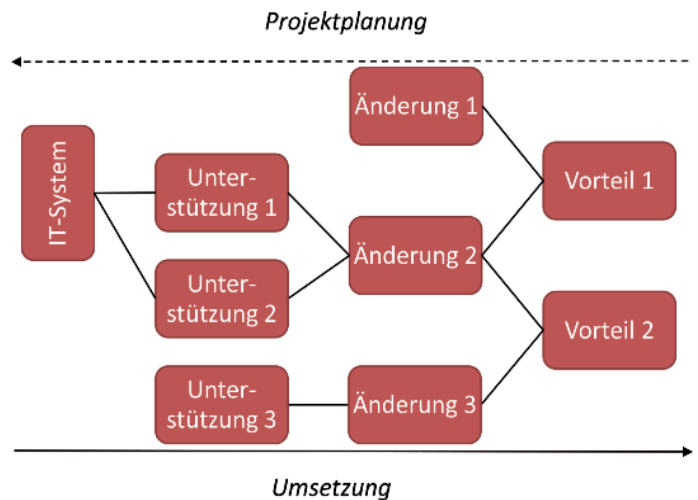 Projektplanung
Änderung 1
IT-System
Unter-
stützung 1
Vorteil 1
Änderung 2
Unter-
stützung 2
Vorteil 2
Unter-
stützung 3
Änderung 3
Umsetzung